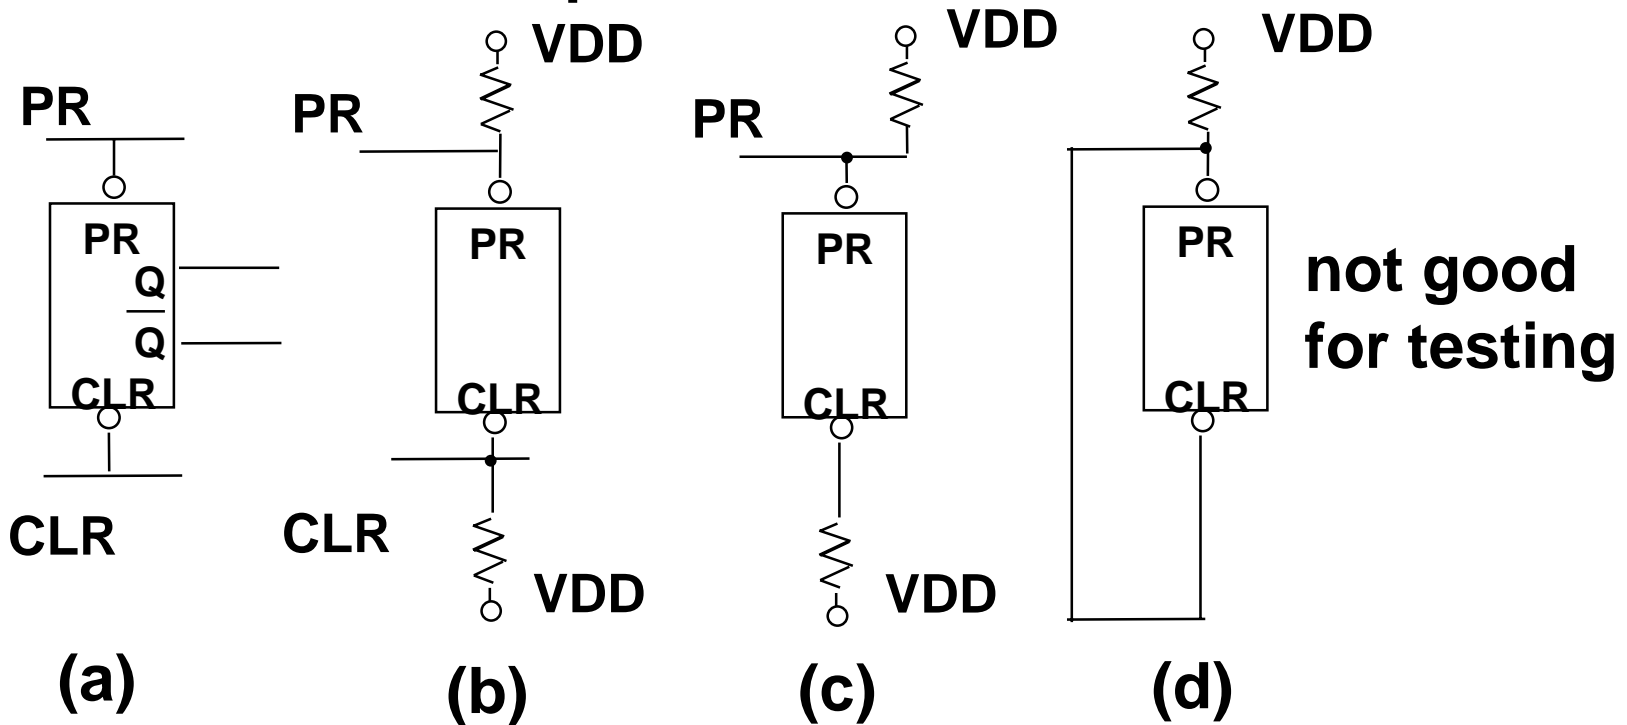 VDD
VDD
VDD
PR
PR
PR
PR
Q
Q
CLR
CLR
PR
CLR
CLR
VDD
PR
CLR
VDD
PR
CLR
not good
for testing
(a)
(b)
(c)
(d)